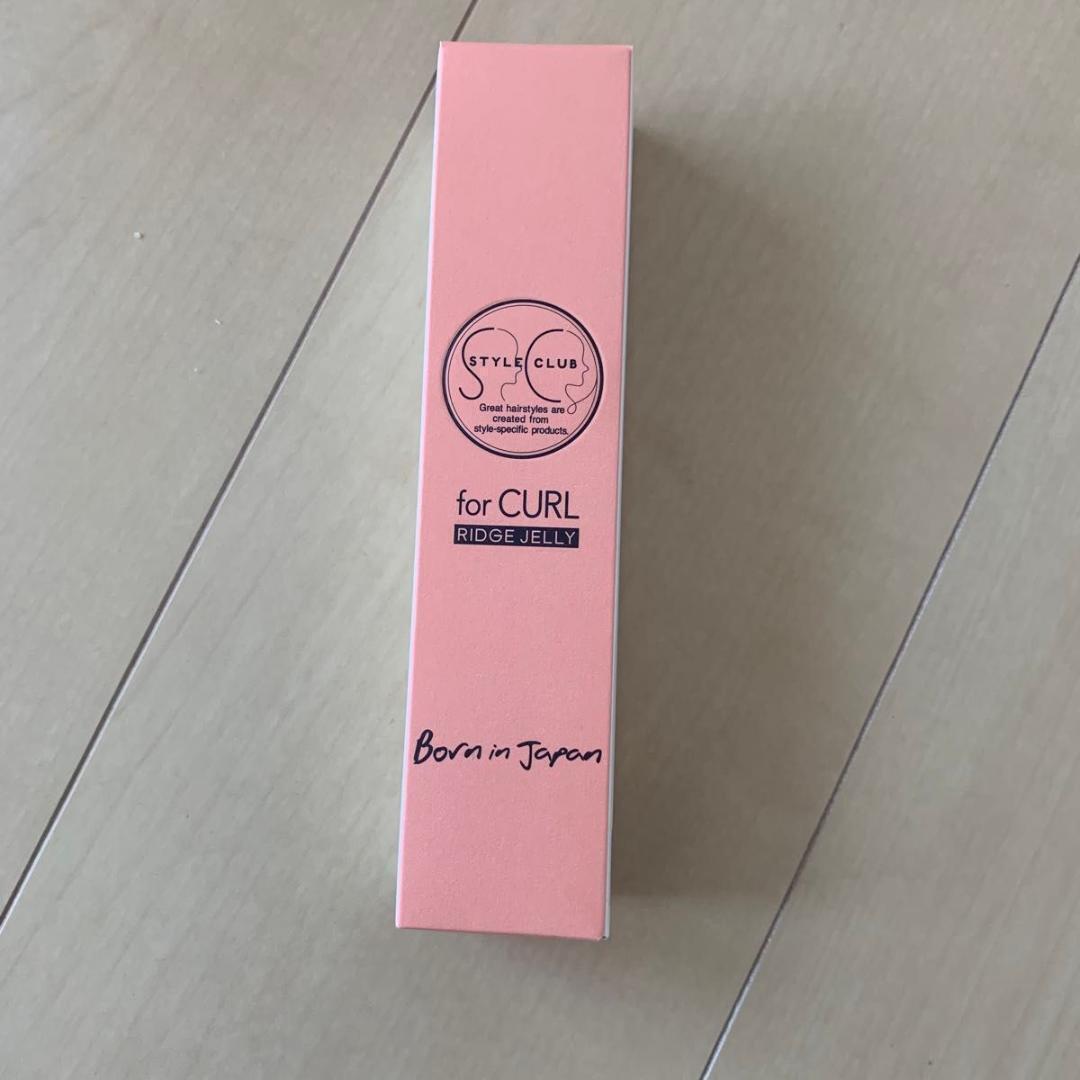 STYLE CLUB
Great hairstyles are
created from
style-specific products.
for CURL
RIDGE JELLY
Born in Japan